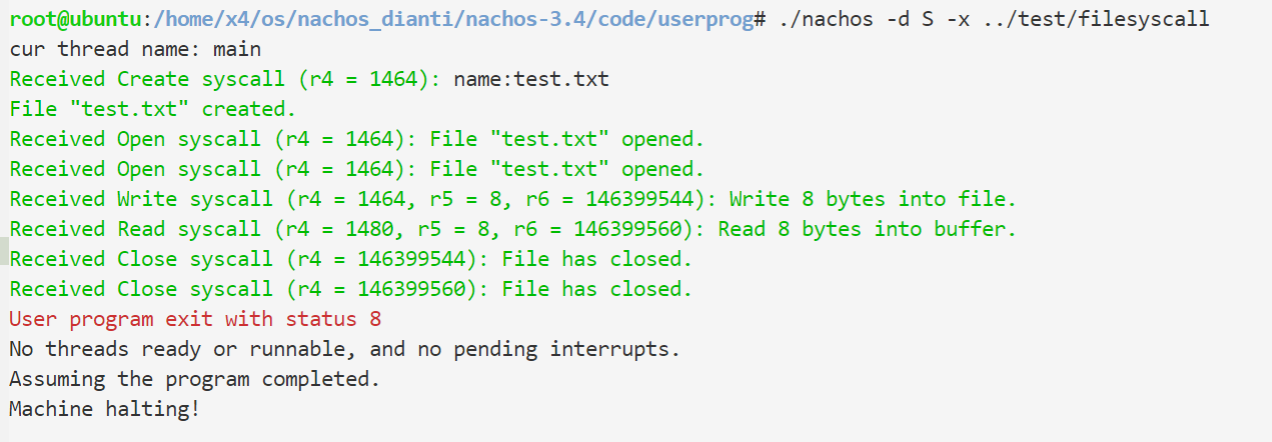 root@ubuntu:/home/x4/os/nachos_dianti/nachos-3.4/code/userprog# ./nachos -d S -x ../test/filesyscall
cur thread name: main
Received Create syscall (r4 = 1464): name:test.txt
File "test.txt" created.
Received Open syscall (r4 = 1464): File "test.txt" opened.
Received Open syscall (r4 = 1464): File "test.txt" opened.
Received Write syscall (r4 = 1464, r5 = 8, r6 = 146399544): Write 8 bytes into file.
Received Read syscall (r4 = 1480, r5 = 8, r6 = 146399560): Read 8 bytes into buffer.
Received Close syscall (r4 = 146399544): File has closed.
Received Close syscall (r4 = 146399560): File has closed.
User program exit with status 8
No threads ready or runnable, and no pending interrupts.
Assuming the program completed.
Machine halting!